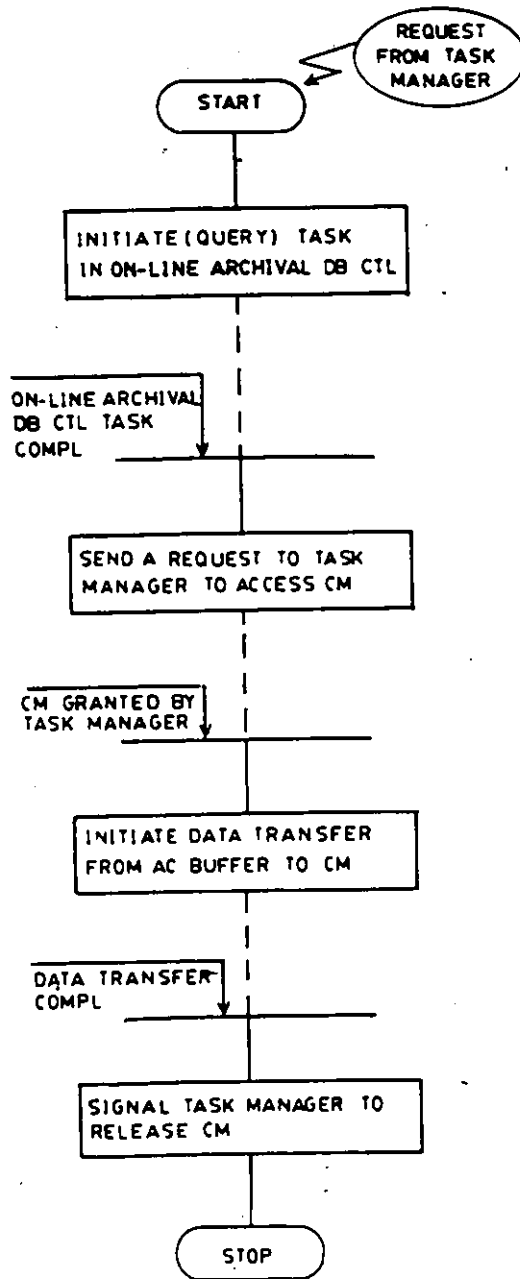 REQUEST
FROM TASK
MANAGER
START
INITIATE (QUERY) TASK
IN ON-LINE ARCHIVAL DB CTL
ON-LINE ARCHIVAL
DB CTL TASK
COMPL
SEND A REQUEST TO TASK
MANAGER TO ACCESS CM
CM GRANTED BY
TASK MANAGER
INITIATE DATA TRANSFER
FROM AC BUFFER TO CM
DATA TRANSFER
COMPL
SIGNAL TASK MANAGER TO
RELEASE CM
STOP